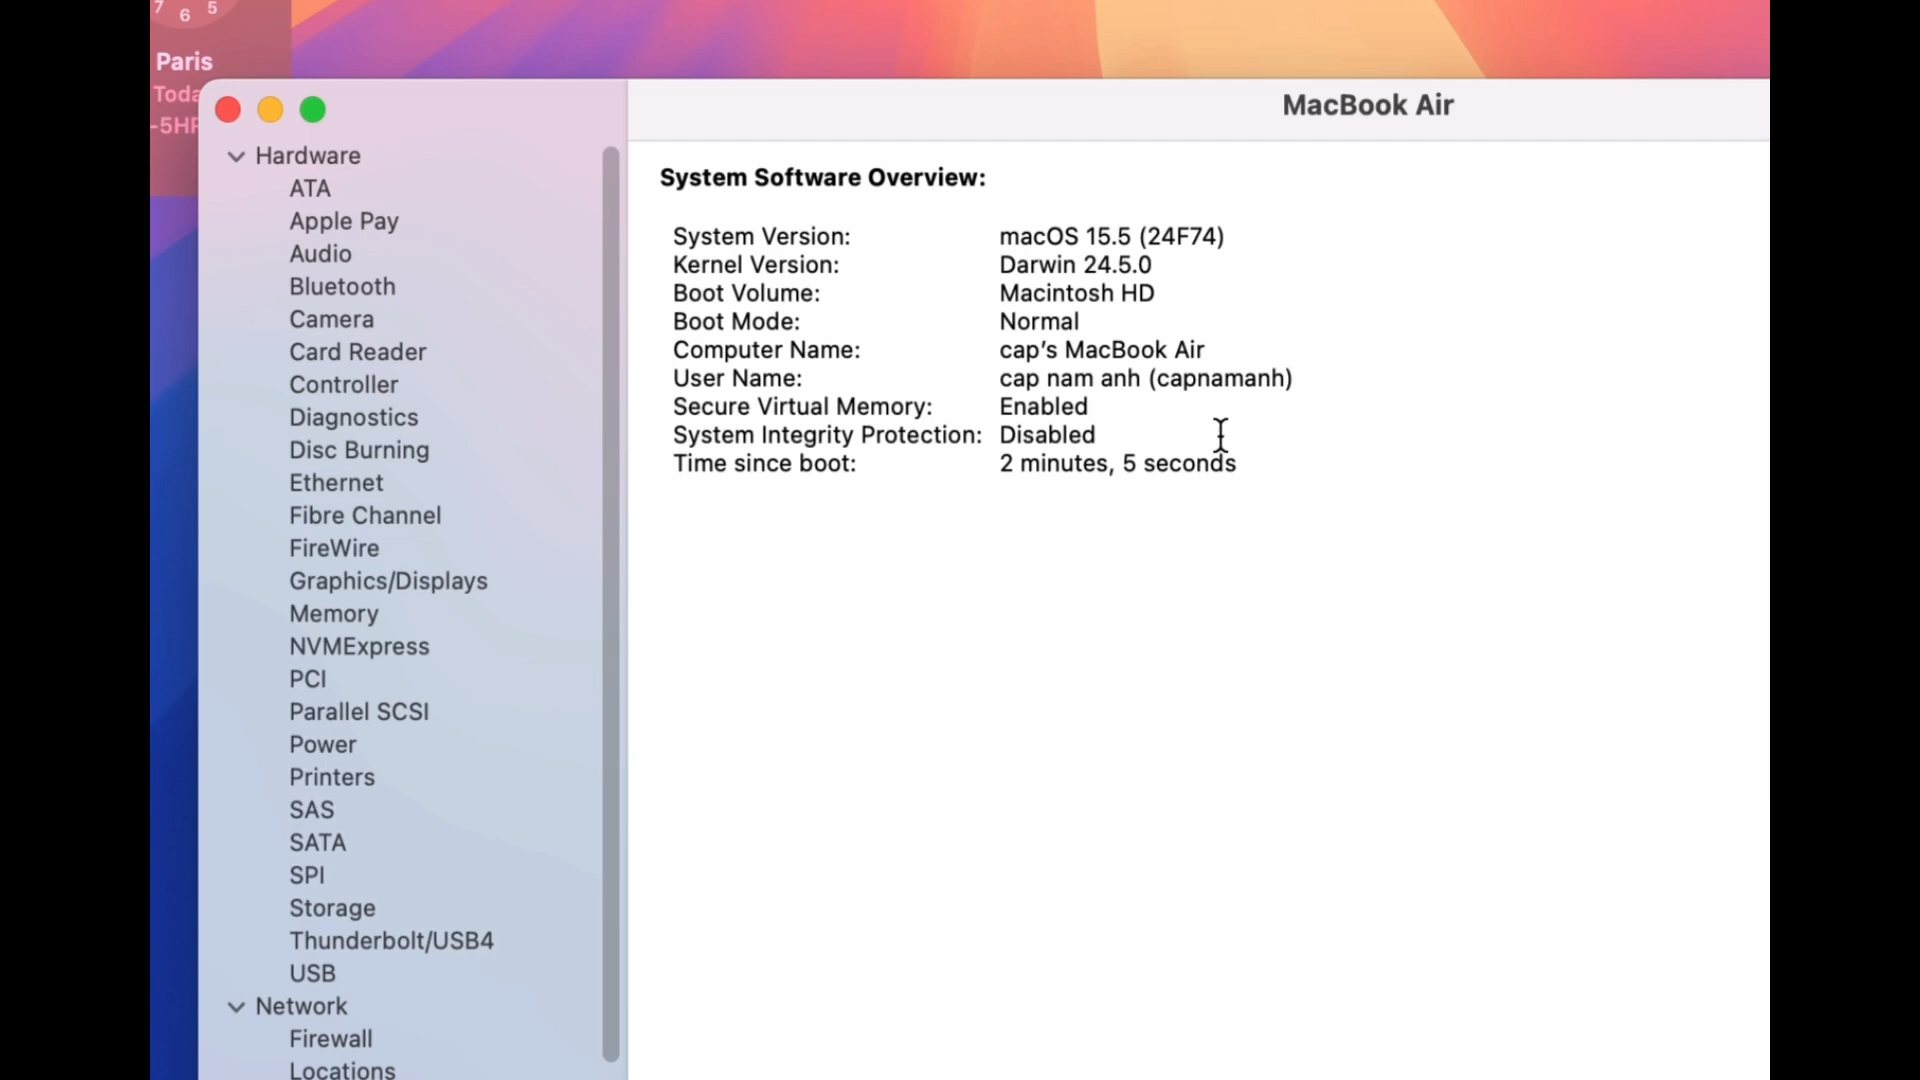 7 6 5
Paris
Toda
-5HR
MacBook Air
Hardware
ATA
Apple Pay
Audio
Bluetooth
Camera
Card Reader
Controller
Diagnostics
Disc Burning
Ethernet
Fibre Channel
FireWire
Graphics/Displays
Memory
NVMExpress
PCI
Parallel SCSI
Power
Printers
SAS
SATA
SPI
Storage
Thunderbolt/USB4
USB
Network
Firewall
Locations
System Software Overview:
System Version: macOS 15.5 (24F74)
Kernel Version: Darwin 24.5.0
Boot Volume: Macintosh HD
Boot Mode: Normal
Computer Name: cap’s MacBook Air
User Name: cap nam anh (capnamanh)
Secure Virtual Memory: Enabled
System Integrity Protection: Disabled
Time since boot: 2 minutes, 5 seconds